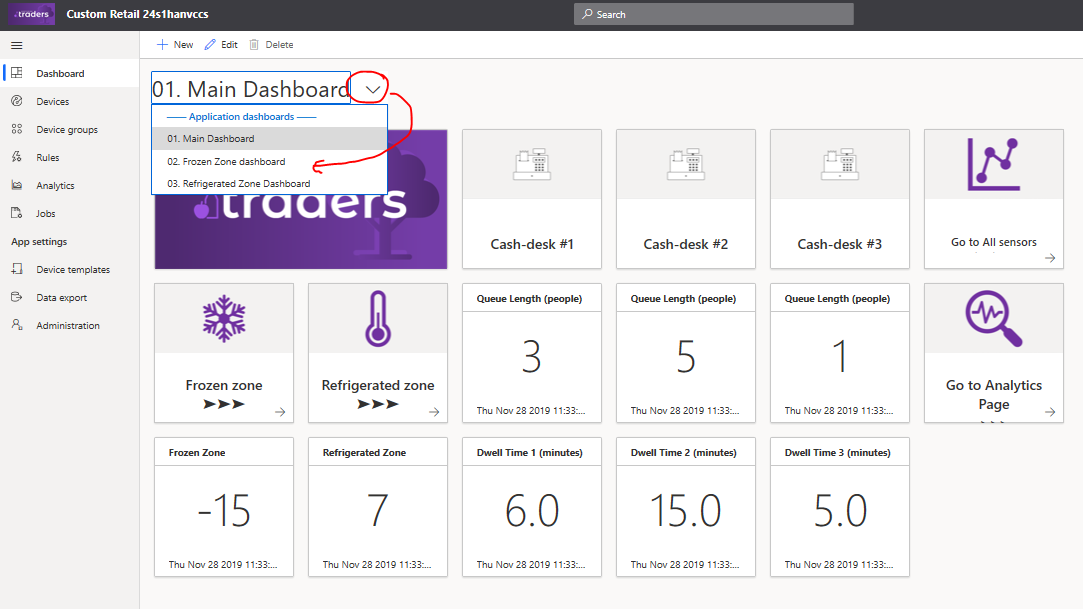 traders
Custom Retail 24s1hanvccs
Search
New
Edit
Delete
Dashboard
Devices
Device groups
Rules
Analytics
Jobs
App settings
Device templates
Data export
Administration
01. Main Dashboard
Application dashboards
01. Main Dashboard
02. Frozen Zone dashboard
03. Refrigerated Zone Dashboard
traders
Cash-desk #1
Cash-desk #2
Cash-desk #3
Go to All sensors
Frozen zone
Refrigerated zone
Queue Length (people)
3
Thu Nov 28 2019 11:33:...
Queue Length (people)
5
Thu Nov 28 2019 11:33:...
Queue Length (people)
1
Thu Nov 28 2019 11:33:...
Go to Analytics
Page
Frozen Zone
-15
Thu Nov 28 2019 11:33:...
Refrigerated Zone
7
Thu Nov 28 2019 11:33:...
Dwell Time 1 (minutes)
6.0
Thu Nov 28 2019 11:33:...
Dwell Time 2 (minutes)
15.0
Thu Nov 28 2019 11:33:...
Dwell Time 3 (minutes)
5.0
Thu Nov 28 2019 11:33:...